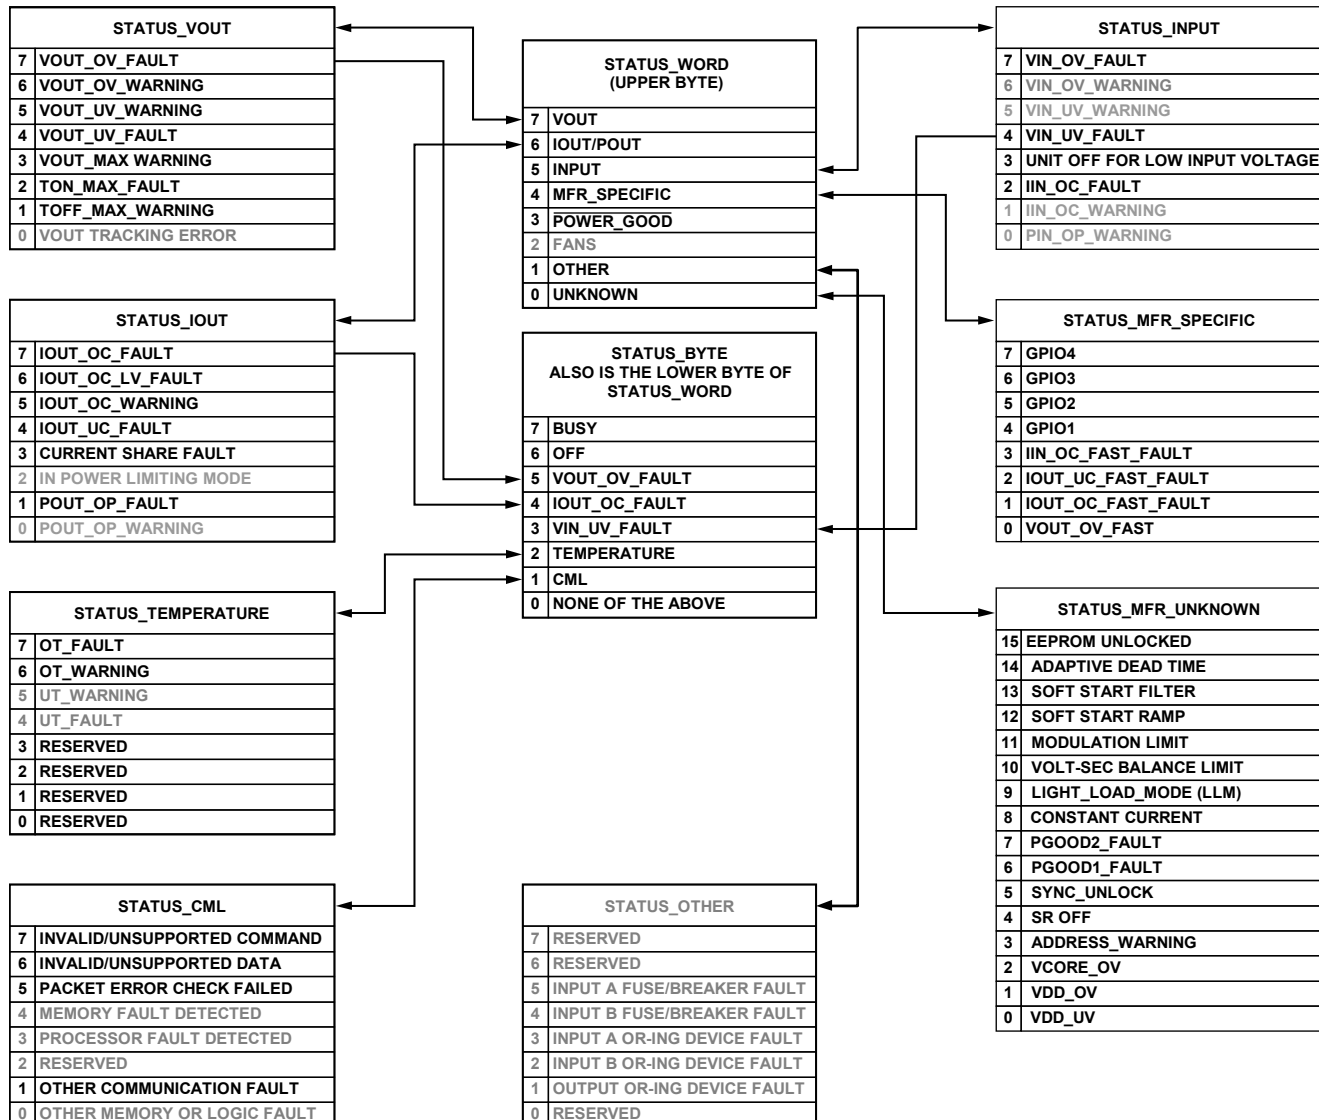 STATUS_VOUT
7 VOUT_OV_FAULT
6 VOUT_OV_WARNING
5 VOUT_UV_WARNING
4 VOUT_UV_FAULT
3 VOUT_MAX WARNING
2 TON_MAX_FAULT
1 TOFF_MAX_WARNING
0 VOUT TRACKING ERROR
STATUS_IOUT
7 IOUT_OC_FAULT
6 IOUT_OC_LV_FAULT
5 IOUT_OC_WARNING
4 IOUT_UC_FAULT
3 CURRENT SHARE FAULT
2 IN POWER LIMITING MODE
1 POUT_OP_FAULT
0 POUT_OP_WARNING
STATUS_TEMPERATURE
7 OT_FAULT
6 OT_WARNING
5 UT_WARNING
4 UT_FAULT
3 RESERVED
2 RESERVED
1 RESERVED
0 RESERVED
STATUS_CML
7 INVALID/UNSUPPORTED COMMAND
6 INVALID/UNSUPPORTED DATA
5 PACKET ERROR CHECK FAILED
4 MEMORY FAULT DETECTED
3 PROCESSOR FAULT DETECTED
2 RESERVED
1 OTHER COMMUNICATION FAULT
0 OTHER MEMORY OR LOGIC FAULT
STATUS_WORD
(UPPER BYTE)
7 VOUT
6 IOUT/POUT
5 INPUT
4 MFR_SPECIFIC
3 POWER_GOOD
2 FANS
1 OTHER
0 UNKNOWN
STATUS_BYTE
ALSO IS THE LOWER BYTE OF
STATUS_WORD
7 BUSY
6 OFF
5 VOUT_OV_FAULT
4 IOUT_OC_FAULT
3 VIN_UV_FAULT
2 TEMPERATURE
1 CML
0 NONE OF THE ABOVE
STATUS_OTHER
7 RESERVED
6 RESERVED
5 INPUT A FUSE/BREAKER FAULT
4 INPUT B FUSE/BREAKER FAULT
3 INPUT A OR-ING DEVICE FAULT
2 INPUT B OR-ING DEVICE FAULT
1 OUTPUT OR-ING DEVICE FAULT
0 RESERVED
STATUS_INPUT
7 VIN_OV_FAULT
6 VIN_OV_WARNING
5 VIN_UV_WARNING
4 VIN_UV_FAULT
3 UNIT OFF FOR LOW INPUT VOLTAGE
2 IIN_OC_FAULT
1 IIN_OC_WARNING
0 PIN_OP_WARNING
STATUS_MFR_SPECIFIC
7 GPIO4
6 GPIO3
5 GPIO2
4 GPIO1
3 IIN_OC_FAST_FAULT
2 IOUT_UC_FAST_FAULT
1 IOUT_OC_FAST_FAULT
0 VOUT_OV_FAST
STATUS_MFR_UNKNOWN
15 EEPROM UNLOCKED
14 ADAPTIVE DEAD TIME
13 SOFT START FILTER
12 SOFT START RAMP
11 MODULATION LIMIT
10 VOLT-SEC BALANCE LIMIT
9 LIGHT_LOAD_MODE (LLM)
8 CONSTANT CURRENT
7 PGOOD2_FAULT
6 PGOOD1_FAULT
5 SYNC_UNLOCK
4 SR OFF
3 ADDRESS_WARNING
2 VCORE_OV
1 VDD_OV
0 VDD_UV